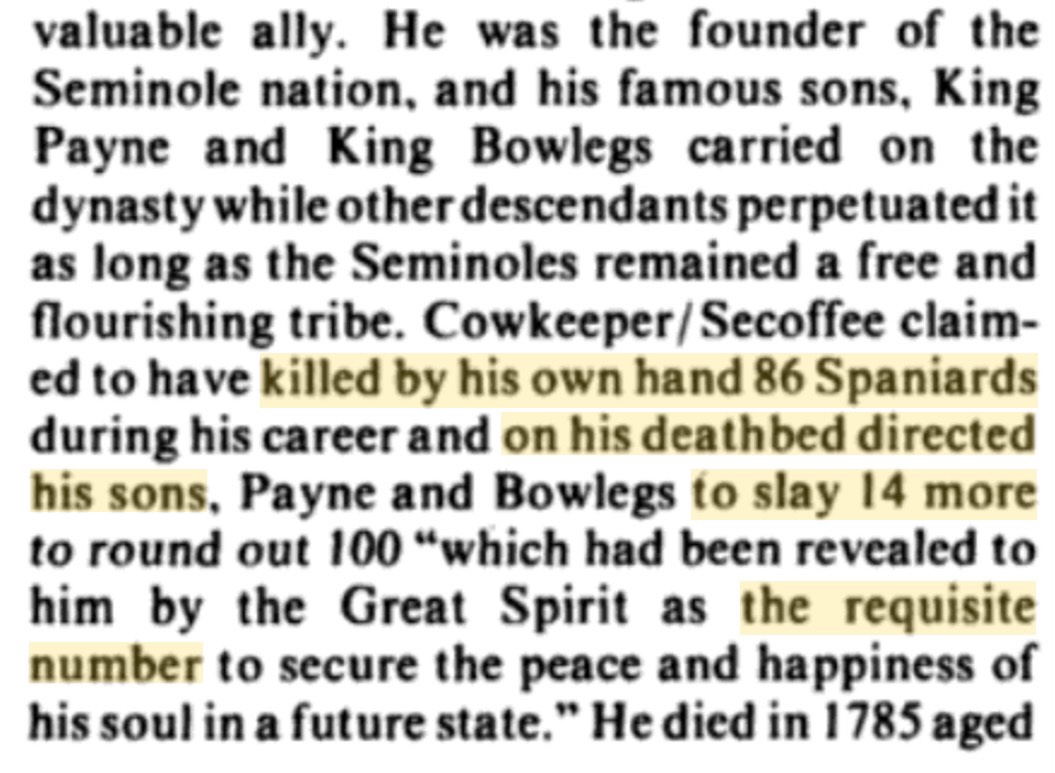 valuable ally. He was the founder of the
Seminole nation, and his famous sons, King
Payne and King Bowlegs carried on the
dynasty while other descendants perpetuated it
as long as the Seminoles remained a free and
flourishing tribe. Cowkeeper/Secoffee claim-
ed to have killed by his own hand 86 Spaniards
during his career and on his deathbed directed
his sons, Payne and Bowlegs to slay 14 more
to round out 100 “which had been revealed to
him by the Great Spirit as the requisite
number to secure the peace and happiness of
his soul in a future state.” He died in 1785 aged